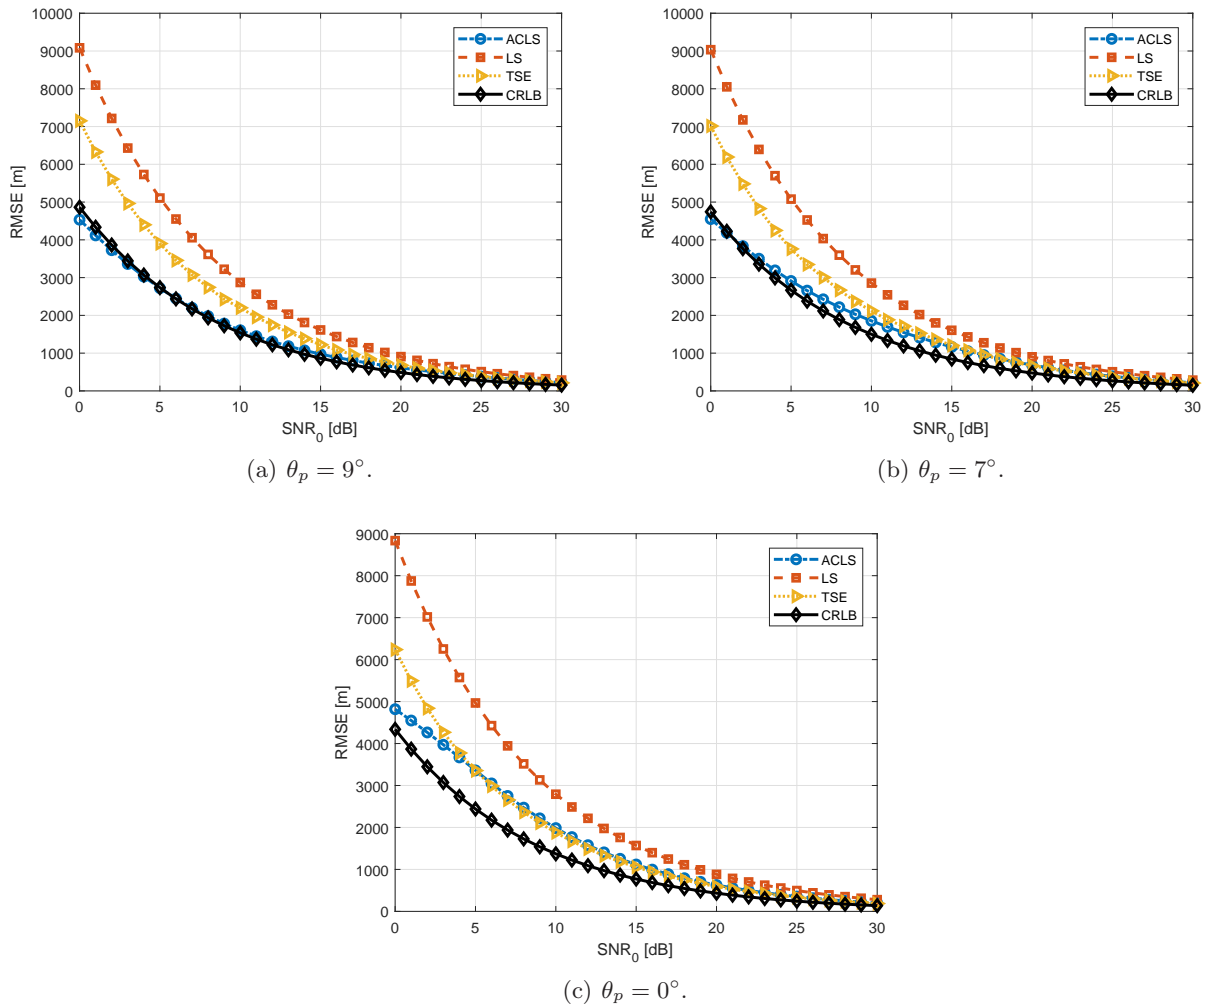 10000
9000
8000
7000
6000
5000
4000
3000
2000
1000
0
RMSE [m]
ACLS
LS
TSE
CRLB
0 5 10 15 20 25 30
SNR0 [dB]
(a) θp = 9°.
10000
9000
8000
7000
6000
5000
4000
3000
2000
1000
0
RMSE [m]
ACLS
LS
TSE
CRLB
0 5 10 15 20 25 30
SNR0 [dB]
(b) θp = 7°.
9000
8000
7000
6000
5000
4000
3000
2000
1000
0
RMSE [m]
ACLS
LS
TSE
CRLB
0 5 10 15 20 25 30
SNR0 [dB]
(c) θp = 0°.